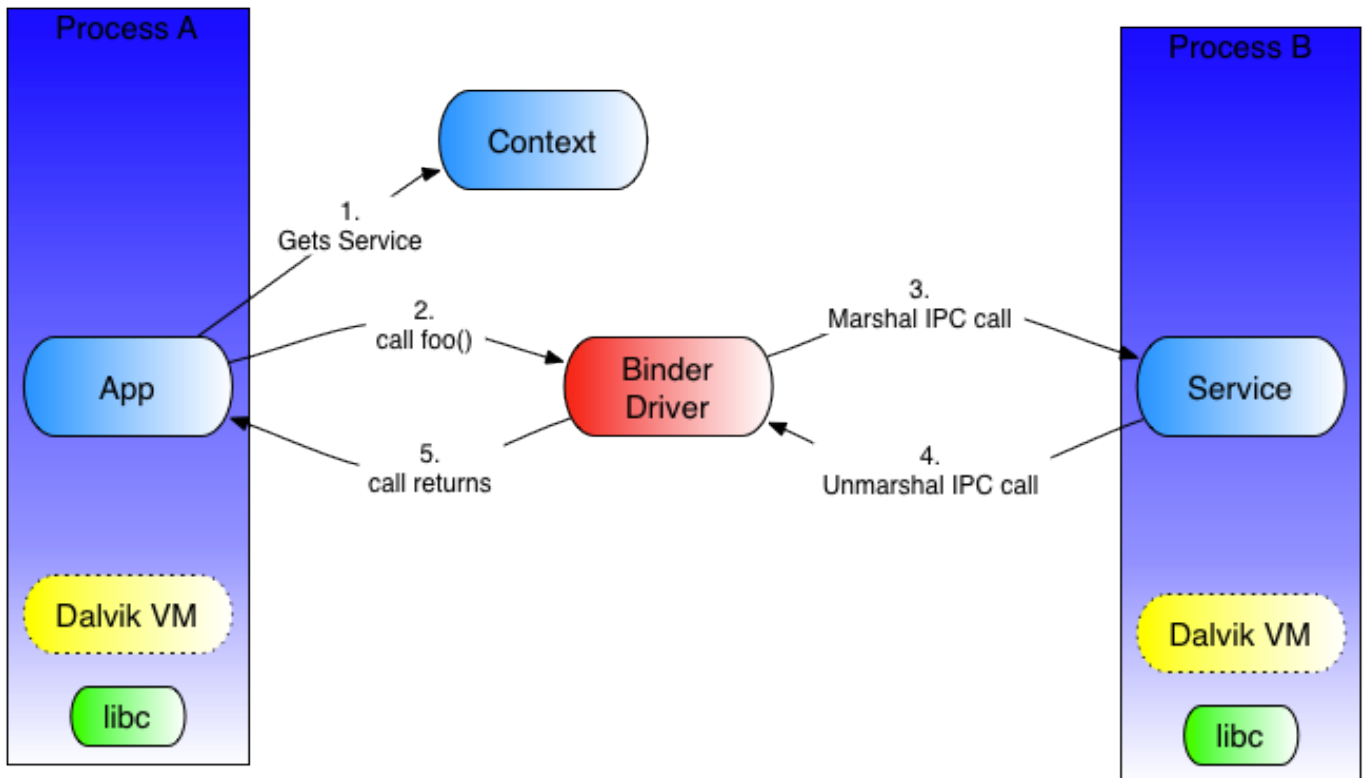 Process A
Process B
Context
1.
Gets Service
2.
call foo()
3.
Marshal IPC call
App
Binder
Driver
Service
5.
call returns
4.
Unmarshal IPC call
Dalvik VM
Dalvik VM
libc
libc